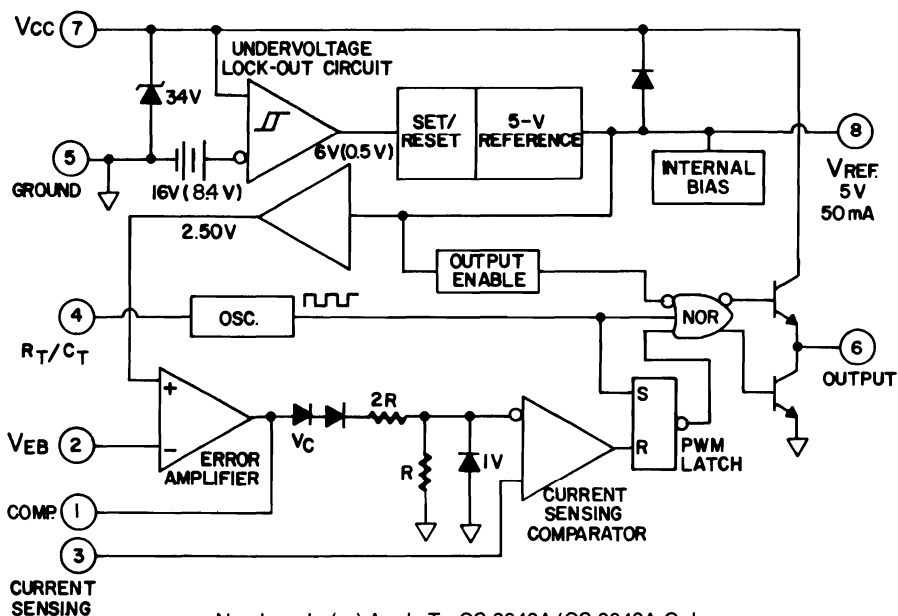 VCC 7
UNDERVOLTAGE
LOCK-OUT CIRCUIT
34V
5
GROUND
16V(8.4 V)
6V(0.5 V)
SET/
RESET
5-V
REFERENCE
INTERNAL
BIAS
8
VREF.
5V
50mA
2.50V
OUTPUT
ENABLE
4
RT/CT
OSC.
NOR
6
OUTPUT
2R
S
R
PWM
LATCH
+
−
VC
VEB 2
ERROR
AMPLIFIER
R
1V
COMP. 1
CURRENT
SENSING
COMPARATOR
3
CURRENT
SENSING